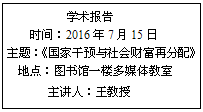 学术报告
时间：2016年7月15日
主题：《国家干预与社会财富再分配》
地点：图书馆一楼多媒体教室
主讲人：王教授